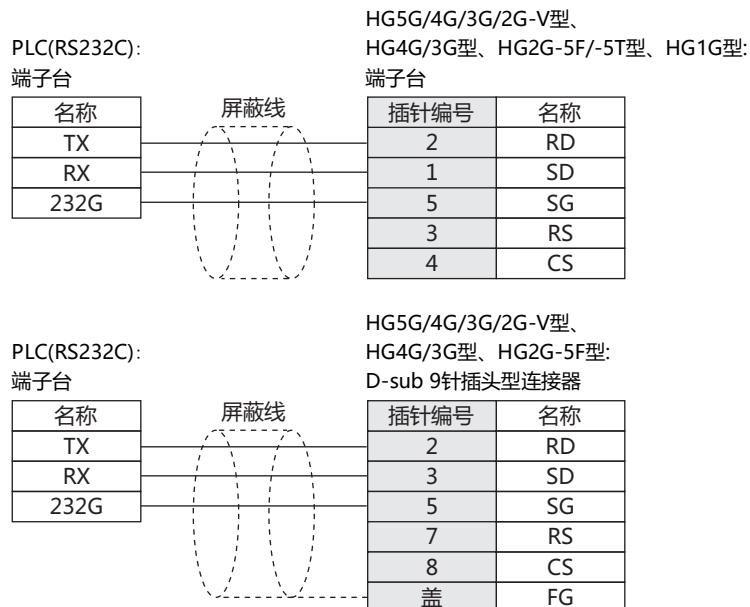 HG5G/4G/3G/2G-V型、
PLC(RS232C): HG4G/3G型、HG2G-5F/-5T型、HG1G型:
端子台 端子台
名称 屏蔽线 插针编号 名称
TX 2 RD
RX 1 SD
232G 5 SG
3 RS
4 CS
HG5G/4G/3G/2G-V型、
PLC(RS232C): HG4G/3G型、HG2G-5F型:
端子台 D-sub 9针插头型连接器
名称 屏蔽线 插针编号 名称
TX 2 RD
RX 3 SD
232G 5 SG
7 RS
8 CS
盖 FG